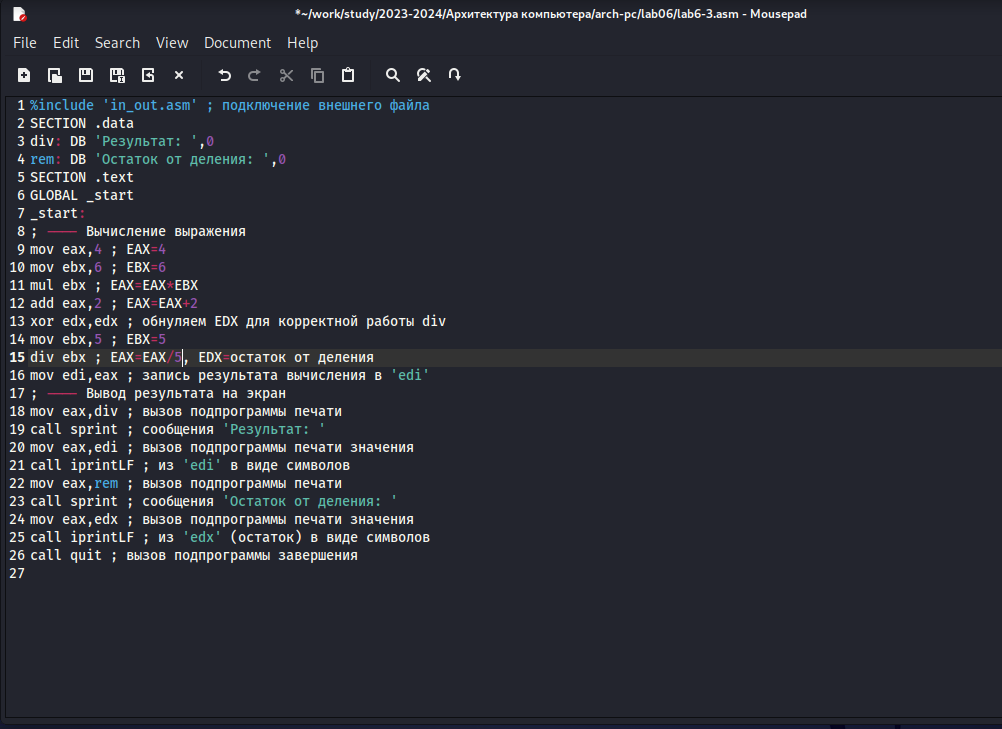 *~/work/study/2023-2024/Архитектура компьютера/arch-pc/lab06/lab6-3.asm - Mousepad
File Edit Search View Document Help
1 %include 'in_out.asm' ; подключение внешнего файла
2 SECTION .data
3 div: DB 'Результат: ',0
4 rem: DB 'Остаток от деления: ',0
5 SECTION .text
6 GLOBAL _start
7 _start:
8 ; ---- Вычисление выражения
9 mov eax,4 ; EAX=4
10 mov ebx,6 ; EBX=6
11 mul ebx ; EAX=EAX*EBX
12 add eax,2 ; EAX=EAX+2
13 xor edx,edx ; обнуляем EDX для корректной работы div
14 mov ebx,5 ; EBX=5
15 div ebx ; EAX=EAX/5, EDX=остаток от деления
16 mov edi,eax ; запись результата вычисления в 'edi'
17 ; ---- Вывод результата на экран
18 mov eax,div ; вызов подпрограммы печати
19 call sprint ; сообщения 'Результат: '
20 mov eax,edi ; вызов подпрограммы печати значения
21 call iprintLF ; из 'edi' в виде символов
22 mov eax,rem ; вызов подпрограммы печати
23 call sprint ; сообщения 'Остаток от деления: '
24 mov eax,edx ; вызов подпрограммы печати значения
25 call iprintLF ; из 'edx' (остаток) в виде символов
26 call quit ; вызов подпрограммы завершения
27